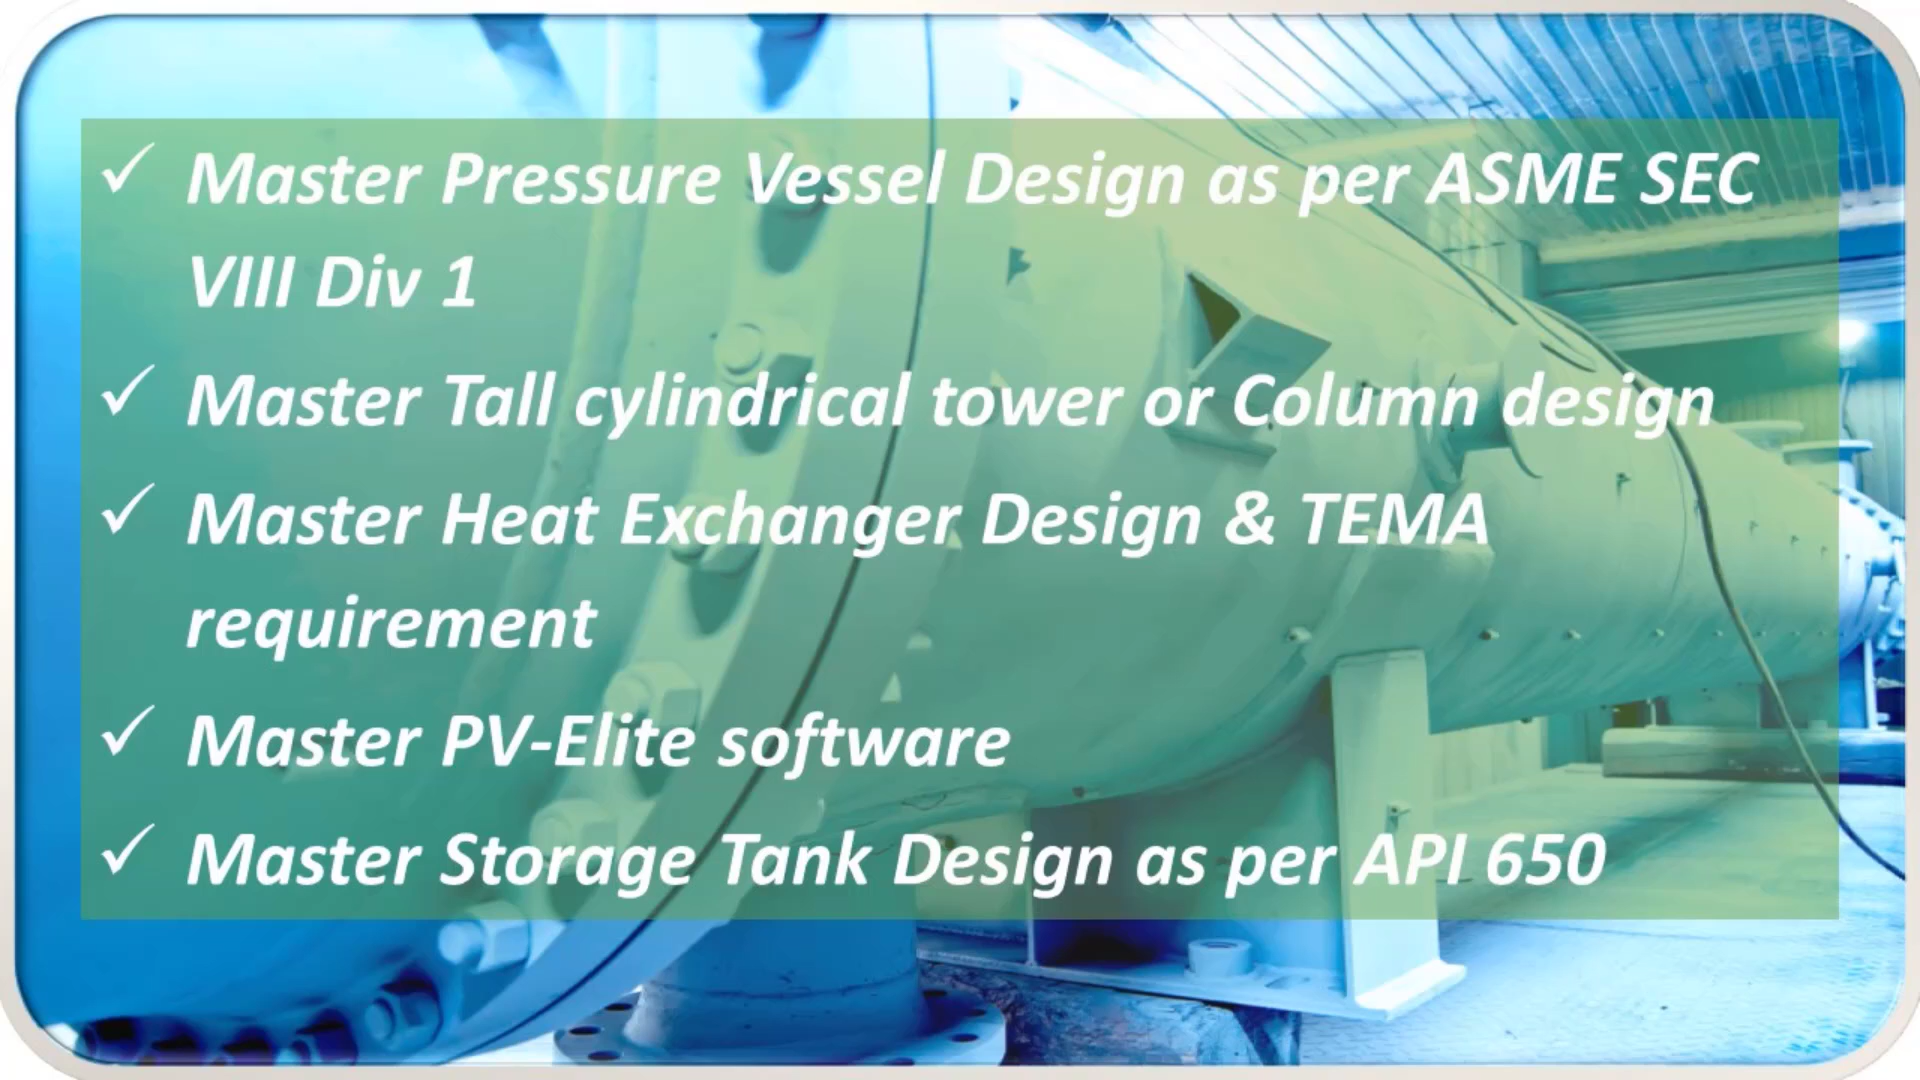 ✓ Master Pressure Vessel Design as per ASME SEC
VIII Div 1
✓ Master Tall cylindrical tower or Column design
✓ Master Heat Exchanger Design & TEMA
requirement
✓ Master PV-Elite software
✓ Master Storage Tank Design as per API 650